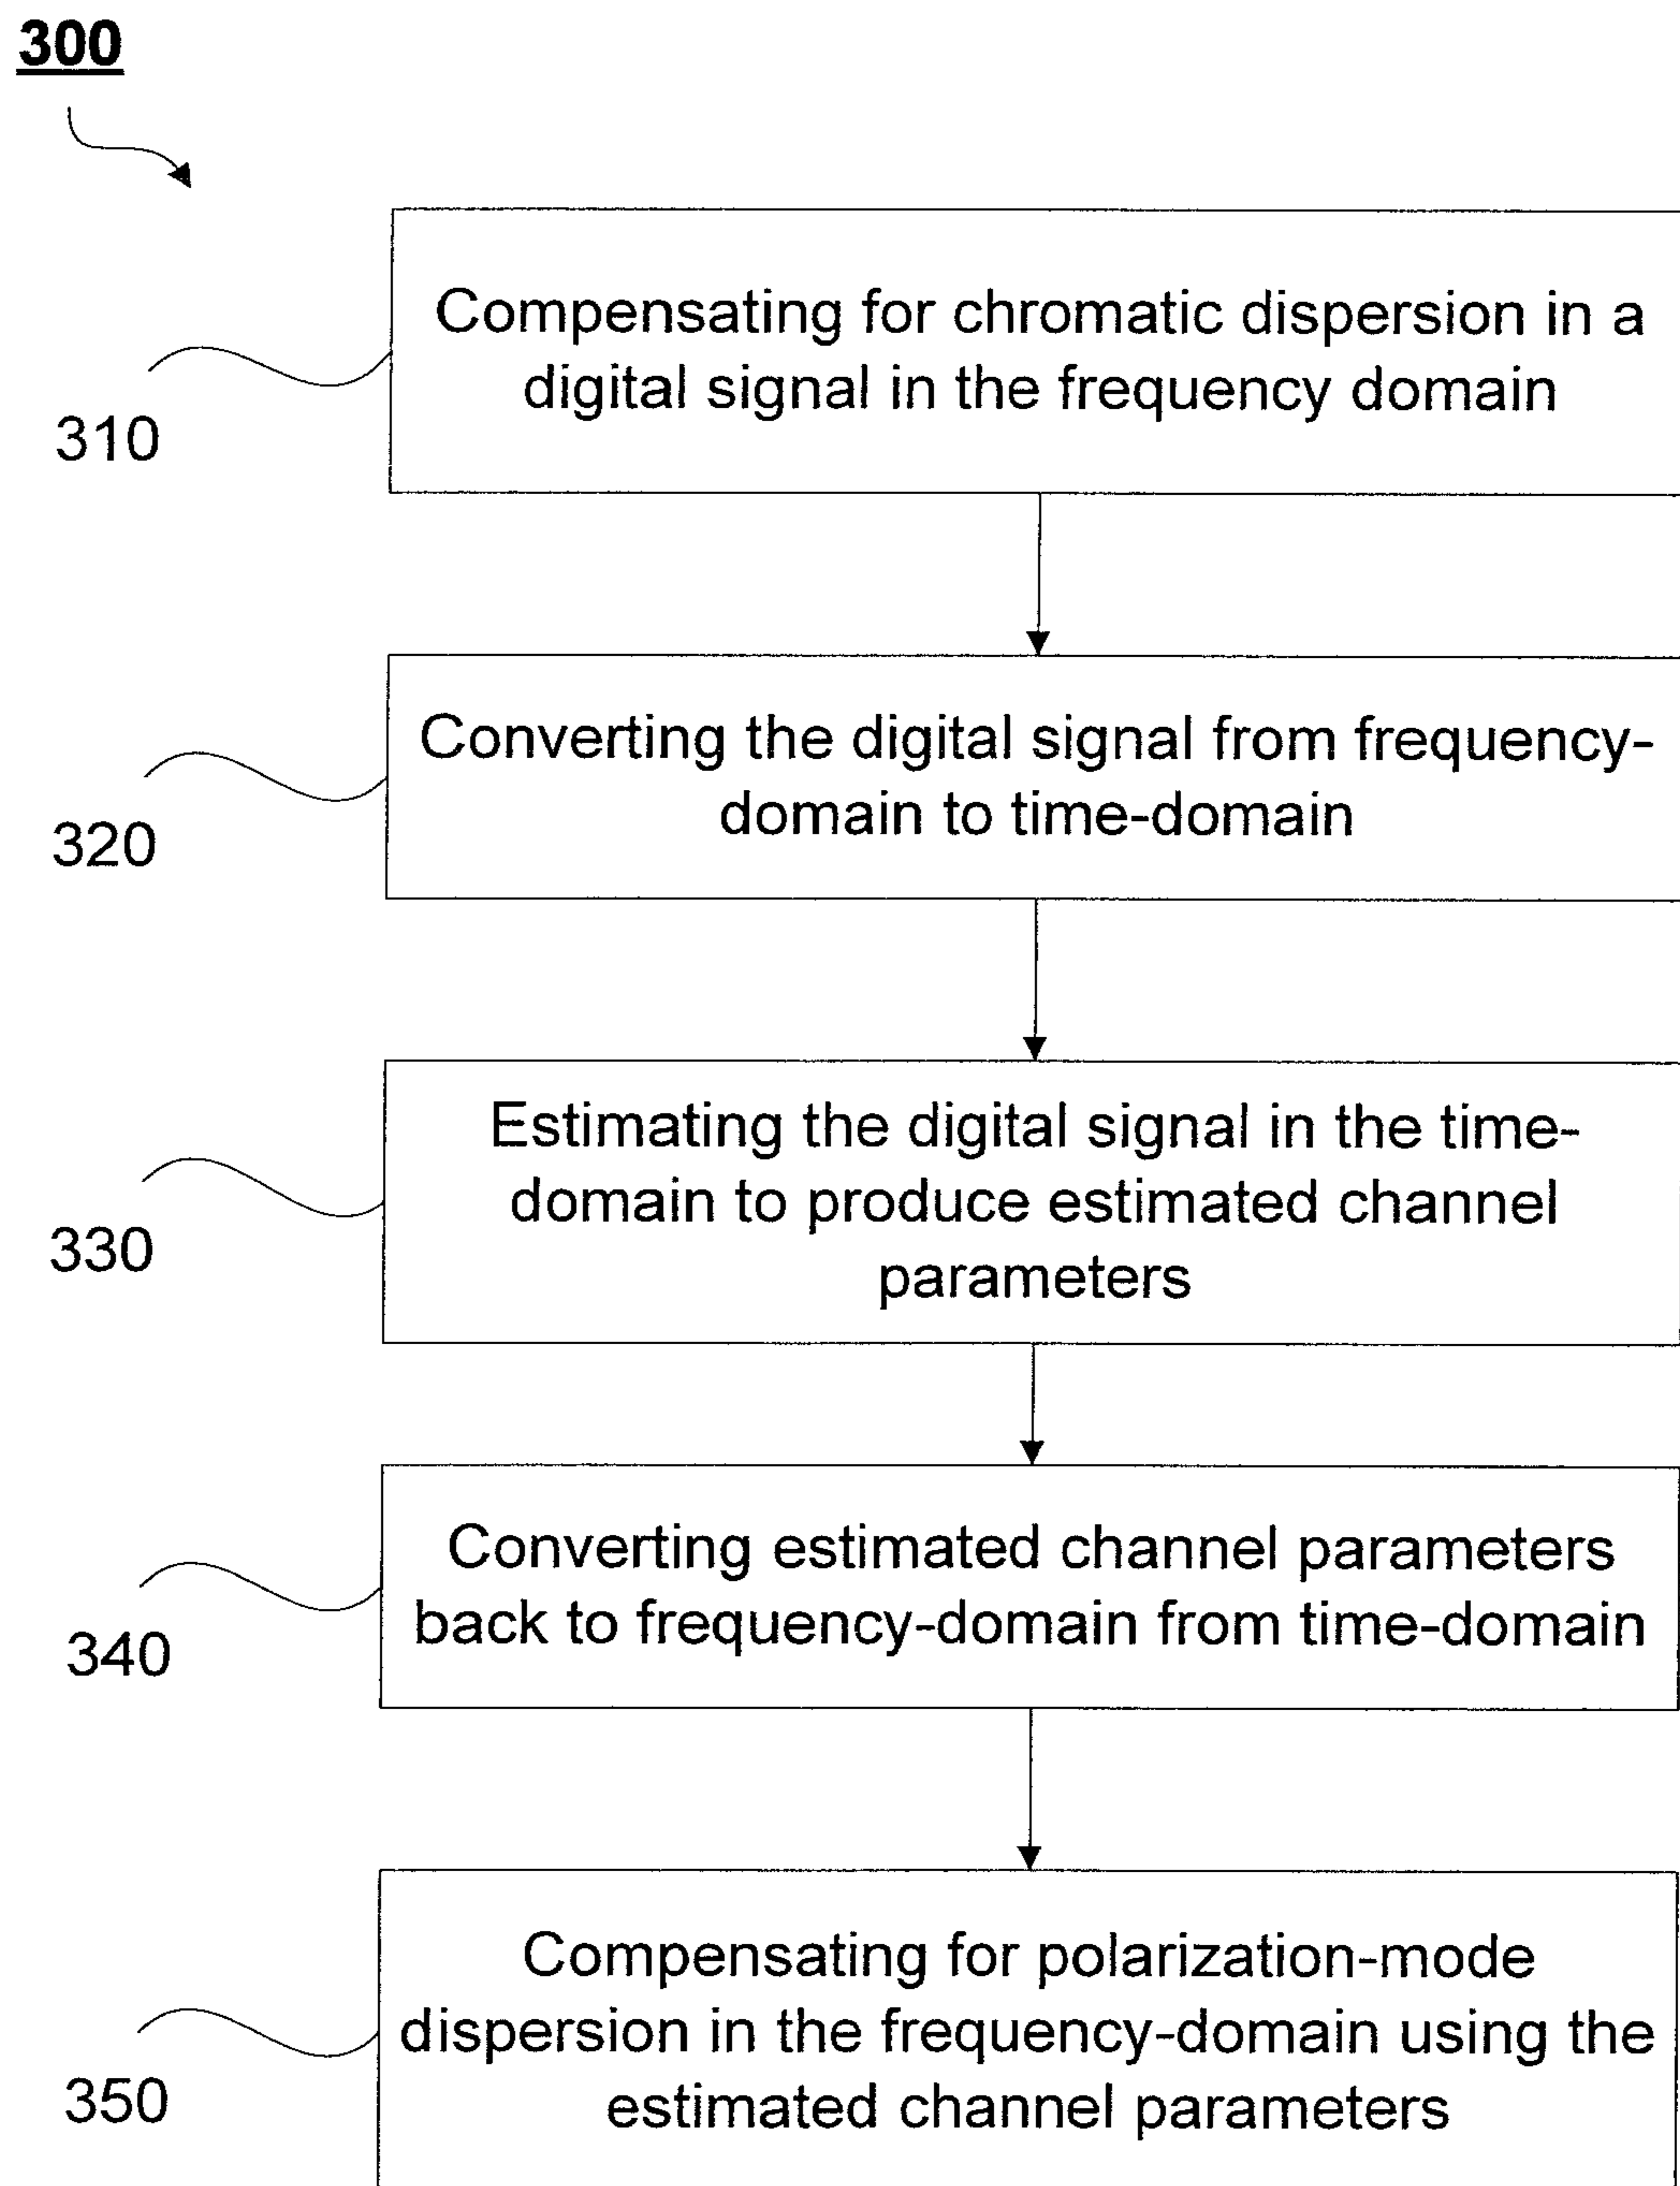 300
Compensating for chromatic dispersion in a
digital signal in the frequency domain
310
Converting the digital signal from frequency-
domain to time-domain
320
Estimating the digital signal in the time-
domain to produce estimated channel
parameters
330
Converting estimated channel parameters
back to frequency-domain from time-domain
340
Compensating for polarization-mode
dispersion in the frequency-domain using the
estimated channel parameters
350